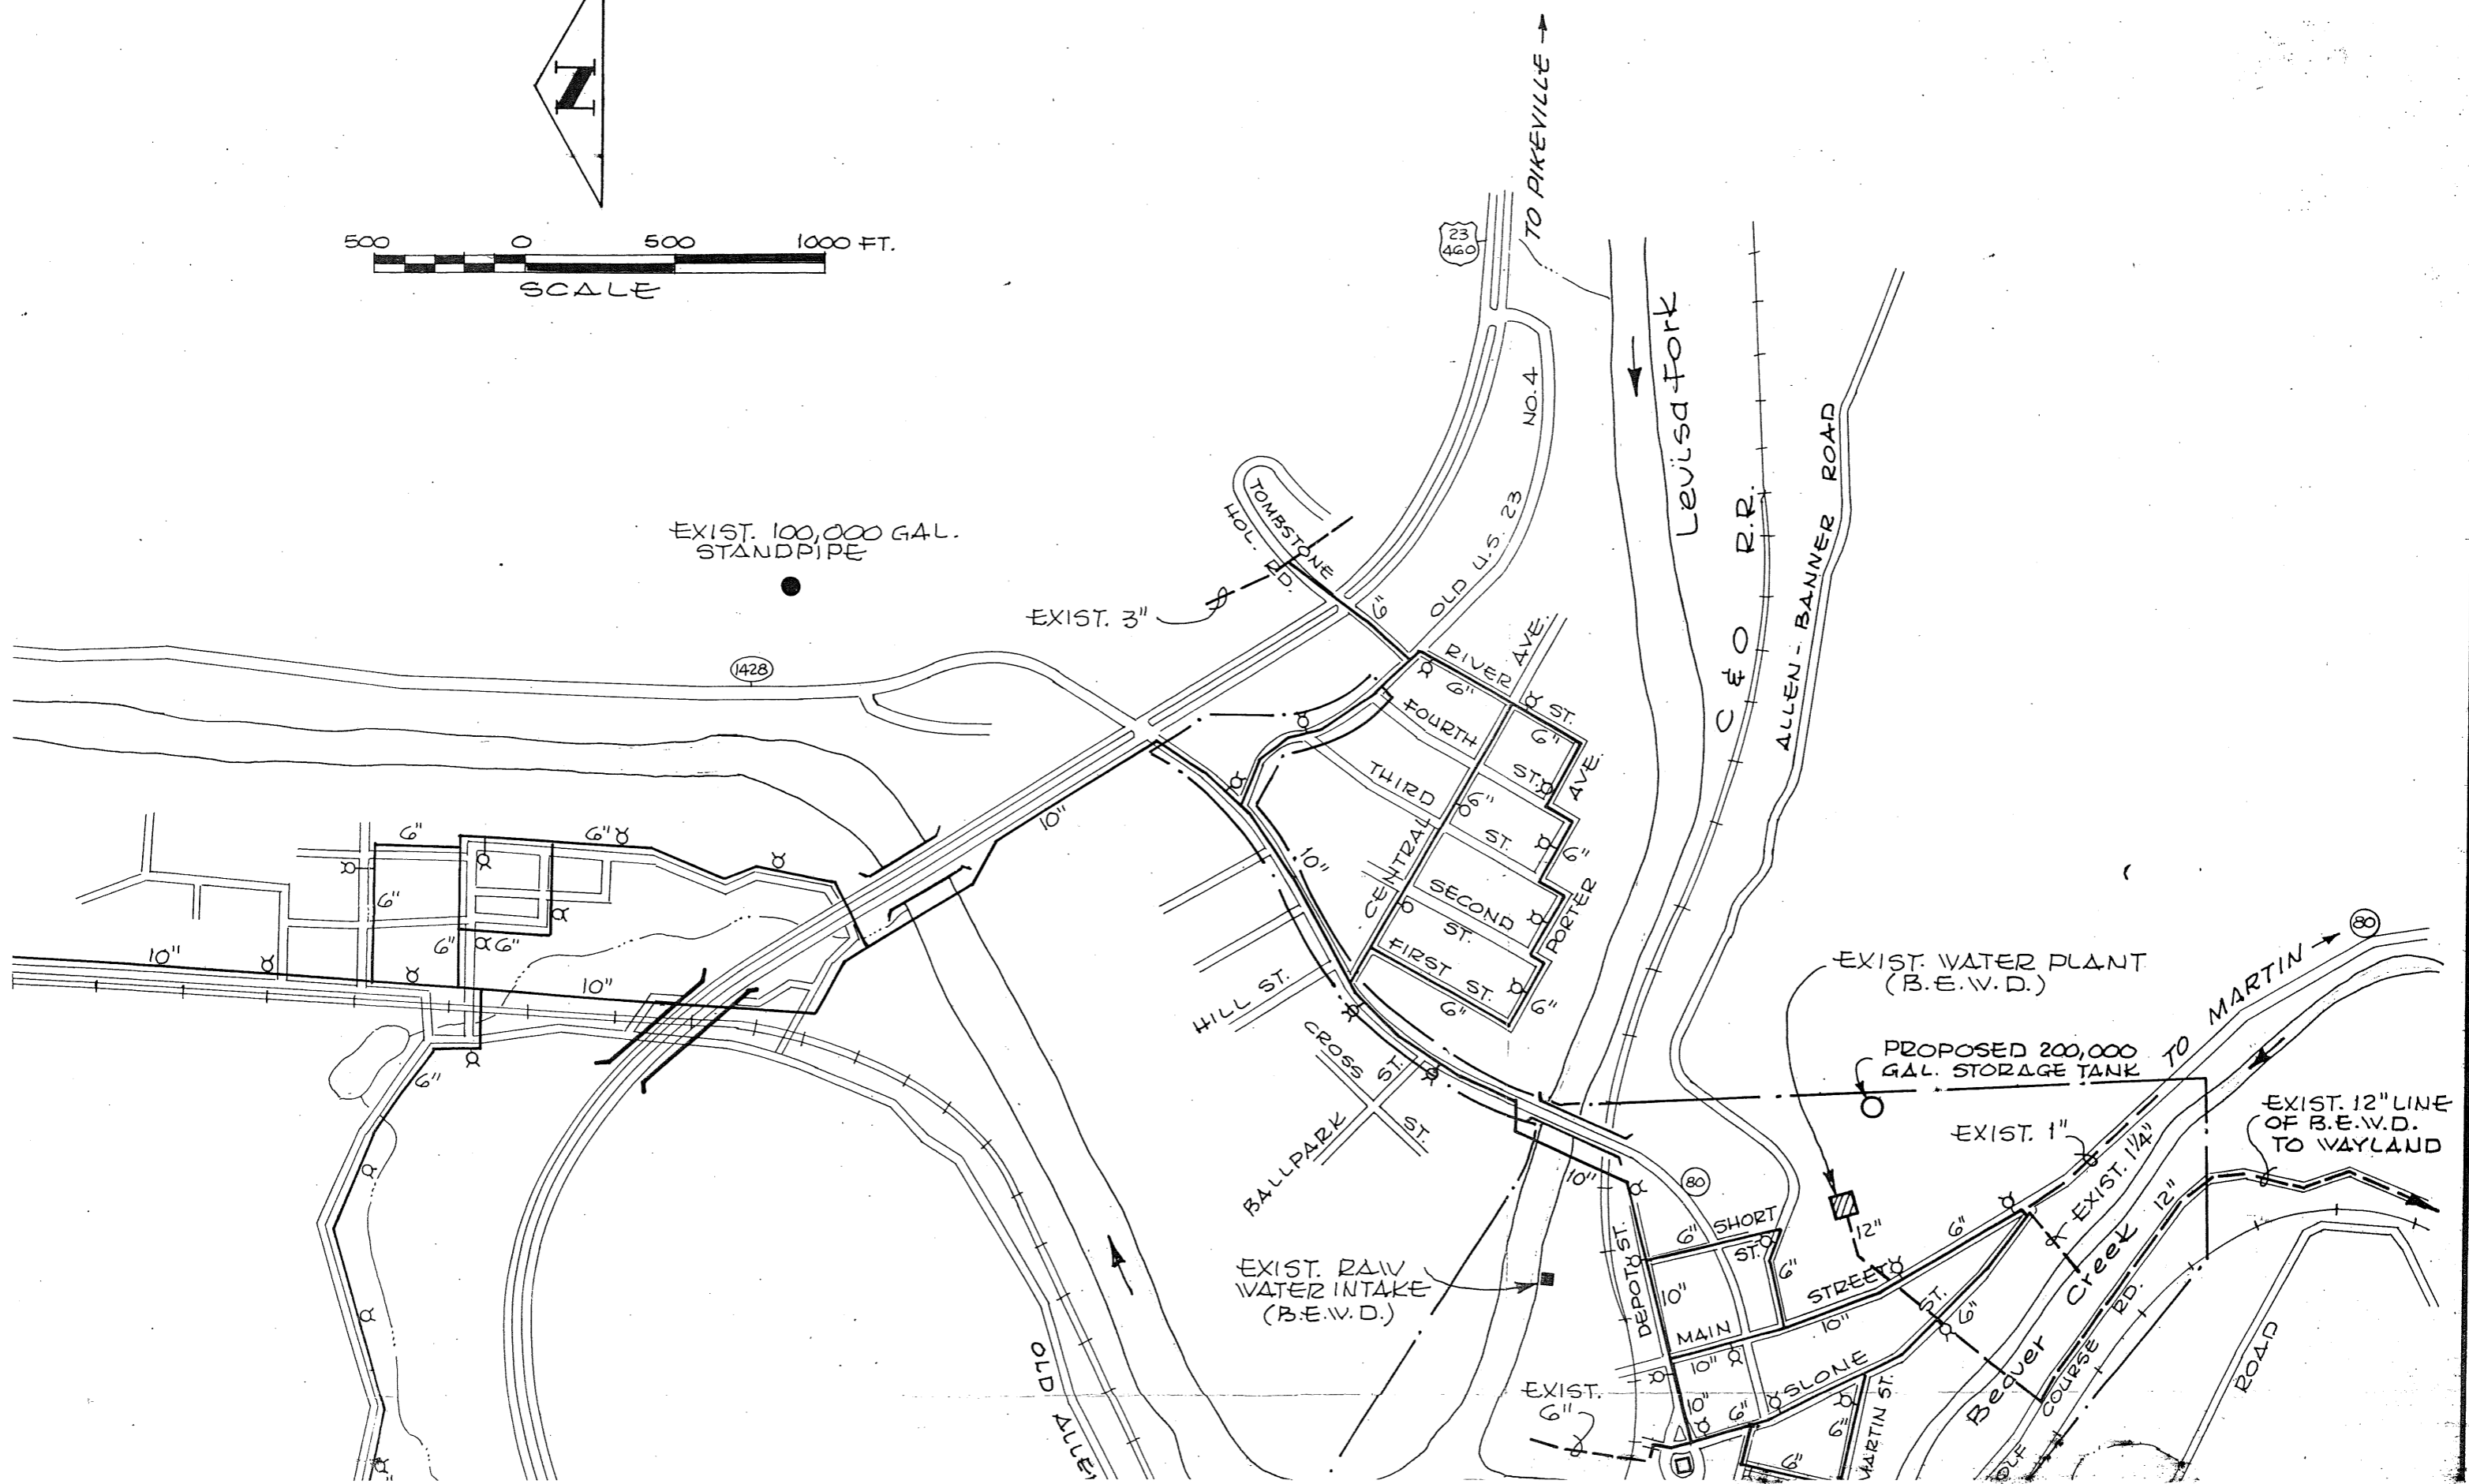 N
500 0 500 1000 FT.
SCALE
TO PIKEVILLE
23
460
Levisa Fork
C & O R.R.
ALLEN - BANNER ROAD
NO. 4
OLD U.S. 23
TOMBSTONE
HOL. RD.
EXIST. 100,000 GAL.
STANDPIPE
EXIST. 3"
6"
1428
RIVER ST.
AVE.
6"
6"
FOURTH ST.
THIRD ST.
SECOND ST.
FIRST ST.
CENTRAL
6"
PORTER AVE.
6"
6"
6"
10"
10"
HILL ST.
CROSS ST.
BALLPARK ST.
6"
6"
6"
6"
6"
10"
10"
6"
EXIST. WATER PLANT
(B.E.W.D.)
TO MARTIN
80
PROPOSED 200,000
GAL. STORAGE TANK
EXIST. 12" LINE
OF B.E.W.D.
TO WAYLAND
EXIST. 1"
EXIST. 1 1/4"
12"
12"
80
10"
SHORT ST.
6"
6"
6"
DEPOT ST.
10"
MAIN STREET
10"
10"
SLONE ST.
6"
10"
6"
6"
6"
MARTIN ST.
Beaver Creek
COURSE RD.
ROAD
EXIST. RAW
WATER INTAKE
(B.E.W.D.)
EXIST.
6"
OLD ALLEN